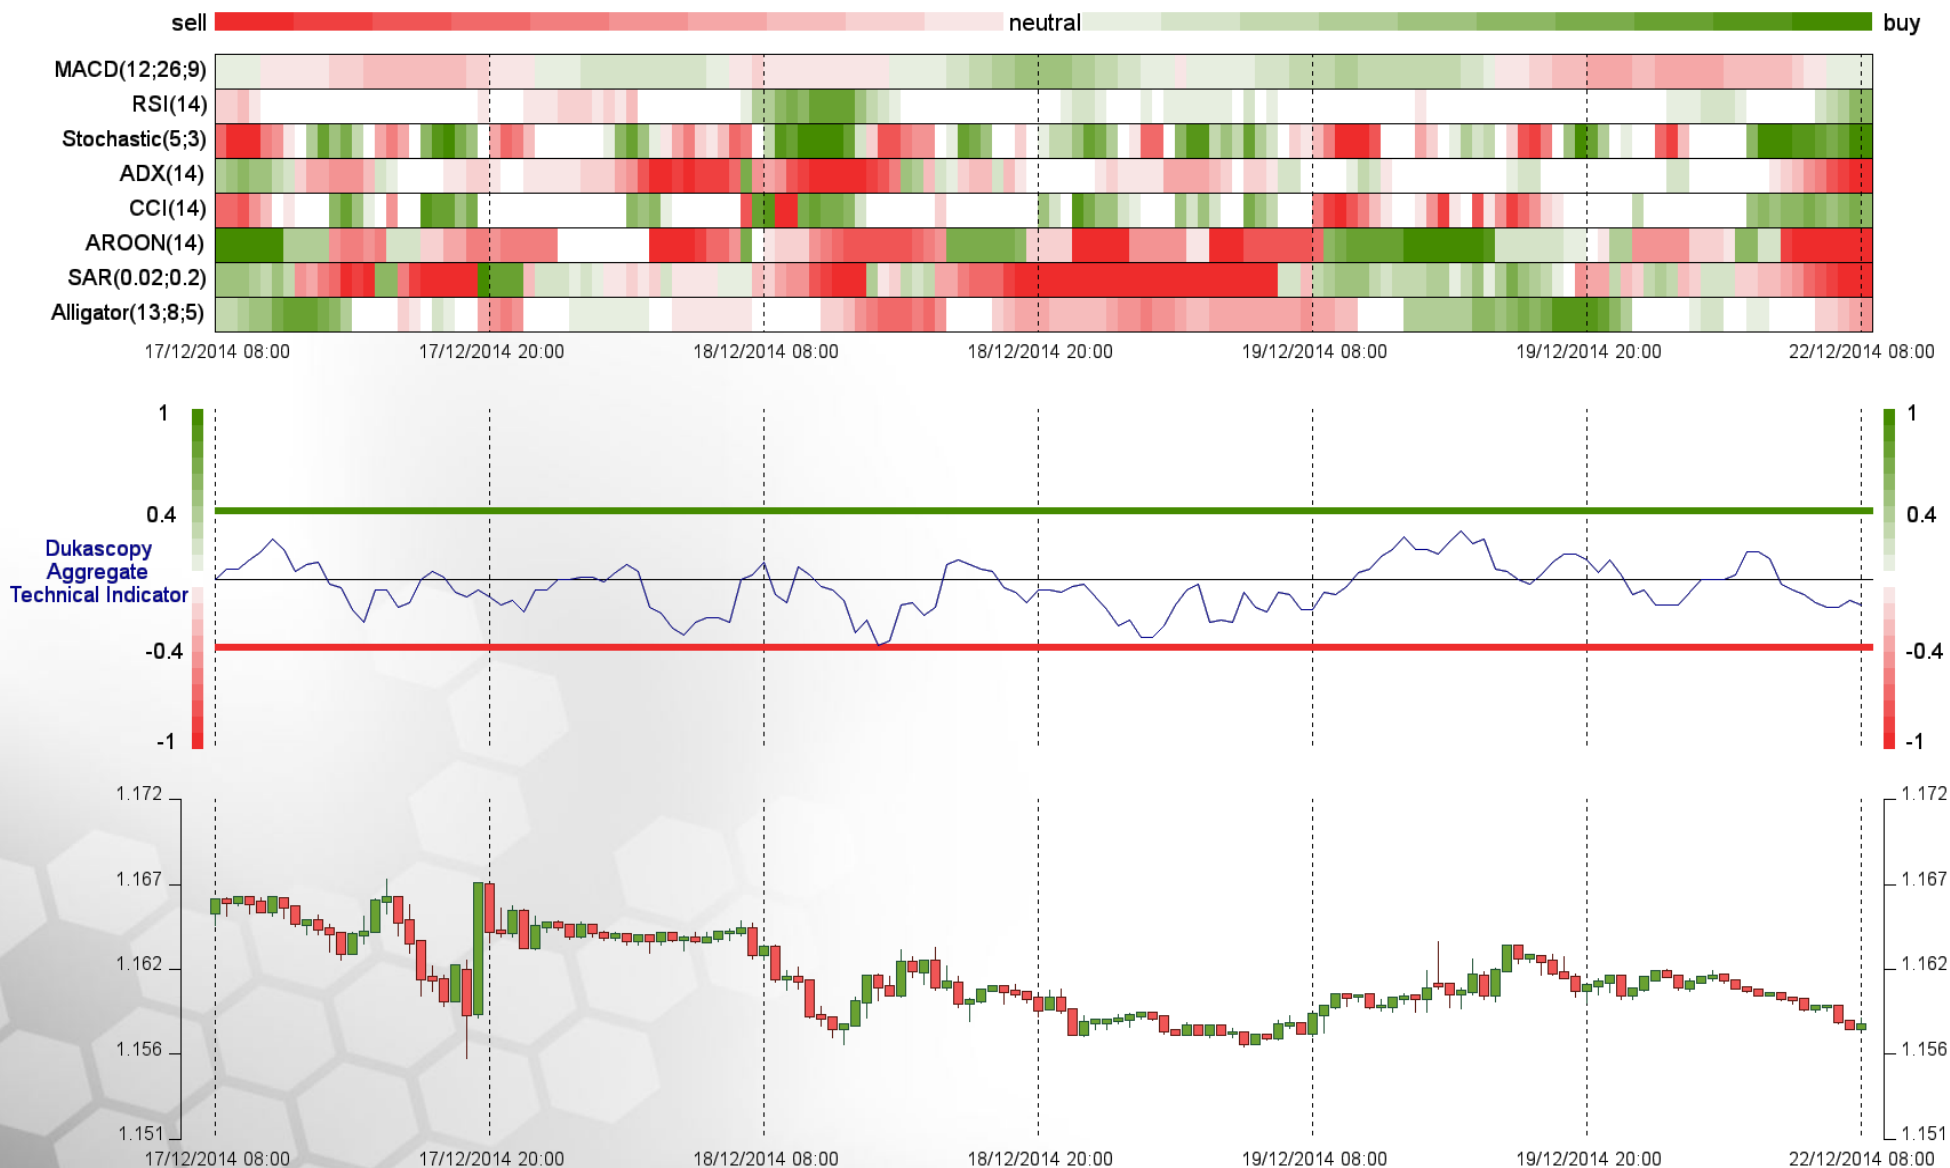 sell neutral buy
MACD(12;26;9)
RSI(14)
Stochastic(5;3)
ADX(14)
CCI(14)
AROON(14)
SAR(0.02;0.2)
Alligator(13;8;5)
17/12/2014 08:00 17/12/2014 20:00 18/12/2014 08:00 18/12/2014 20:00 19/12/2014 08:00 19/12/2014 20:00 22/12/2014 08:00
1 1
0.4 0.4
Dukascopy
Aggregate
Technical Indicator
-0.4 -0.4
-1 -1
1.172 1.172
1.167 1.167
1.162 1.162
1.156 1.156
1.151 1.151
17/12/2014 08:00 17/12/2014 20:00 18/12/2014 08:00 18/12/2014 20:00 19/12/2014 08:00 19/12/2014 20:00 22/12/2014 08:00